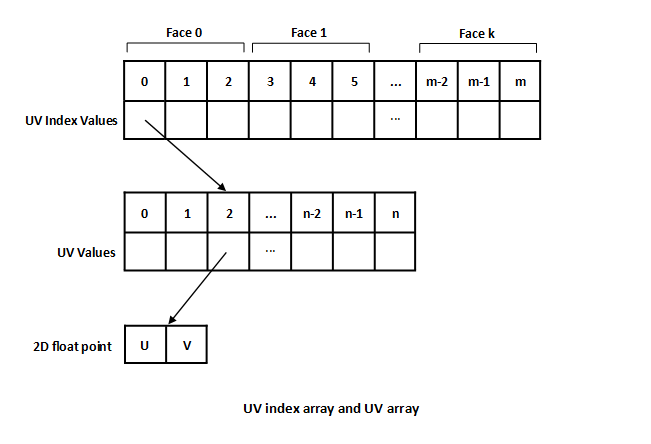 Face 0 Face 1 Face k
0 1 2 3 4 5 ... m-2 m-1 m
UV Index Values ...
0 1 2 ... n-2 n-1 n
UV Values ...
2D float point U V
UV index array and UV array